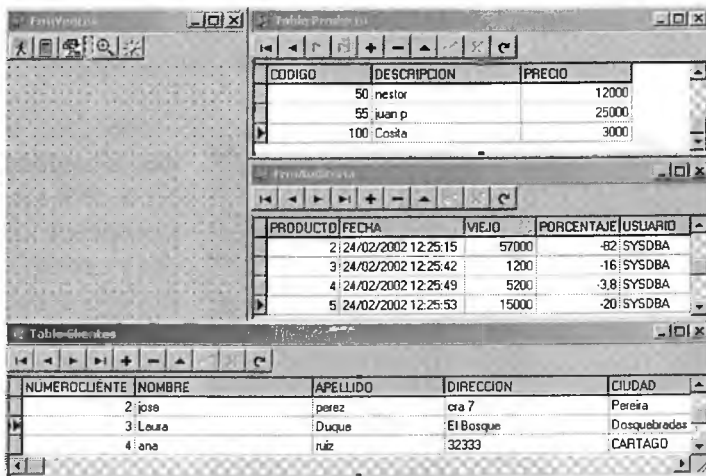 FrmVentas
Table Producto
CODIGO DESCRIPCION PRECIO
50 nestor 12000
55 juan p 25000
100 Cosita 3000
PRODUCTO FECHA VIEJO PORCENTAJE USUARIO
2 24/02/2002 12:25:15 57000 -82 SYSDBA
3 24/02/2002 12:25:42 1200 -16 SYSDBA
4 24/02/2002 12:25:49 5200 -3,8 SYSDBA
5 24/02/2002 12:25:53 15000 -20 SYSDBA
Table Clientes
NUMEROCLIENTE NOMBRE APELLIDO DIRECCION CIUDAD
2 jose perez cra 7 Pereira
3 Laura Duque El Bosque Dosquebradas
4 ana ruiz 32333 CARTAGO